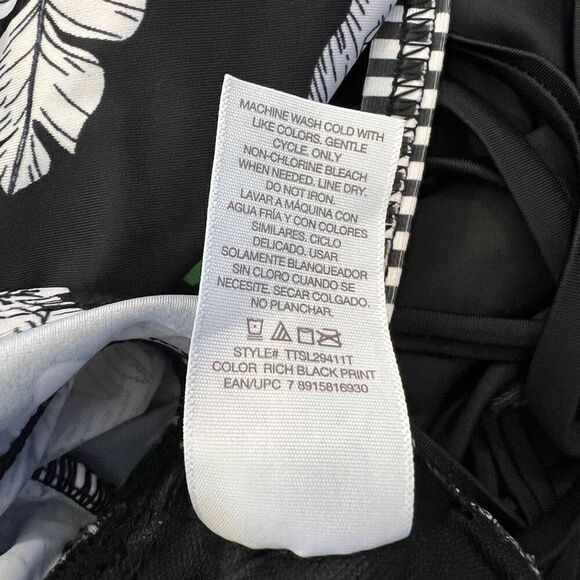 MACHINE WASH COLD WITH
LIKE COLORS. GENTLE
CYCLE. ONLY
NON-CHLORINE BLEACH
WHEN NEEDED. LINE DRY.
DO NOT IRON.
LAVAR A MÁQUINA CON
AGUA FRÍA Y CON COLORES
SIMILARES. CICLO
DELICADO. USAR
SOLAMENTE BLANQUEADOR
SIN CLORO CUANDO SE
NECESITE. SECAR COLGADO.
NO PLANCHAR.
STYLE# TTSL29411T
COLOR RICH BLACK PRINT
EAN/UPC 7 8915816930